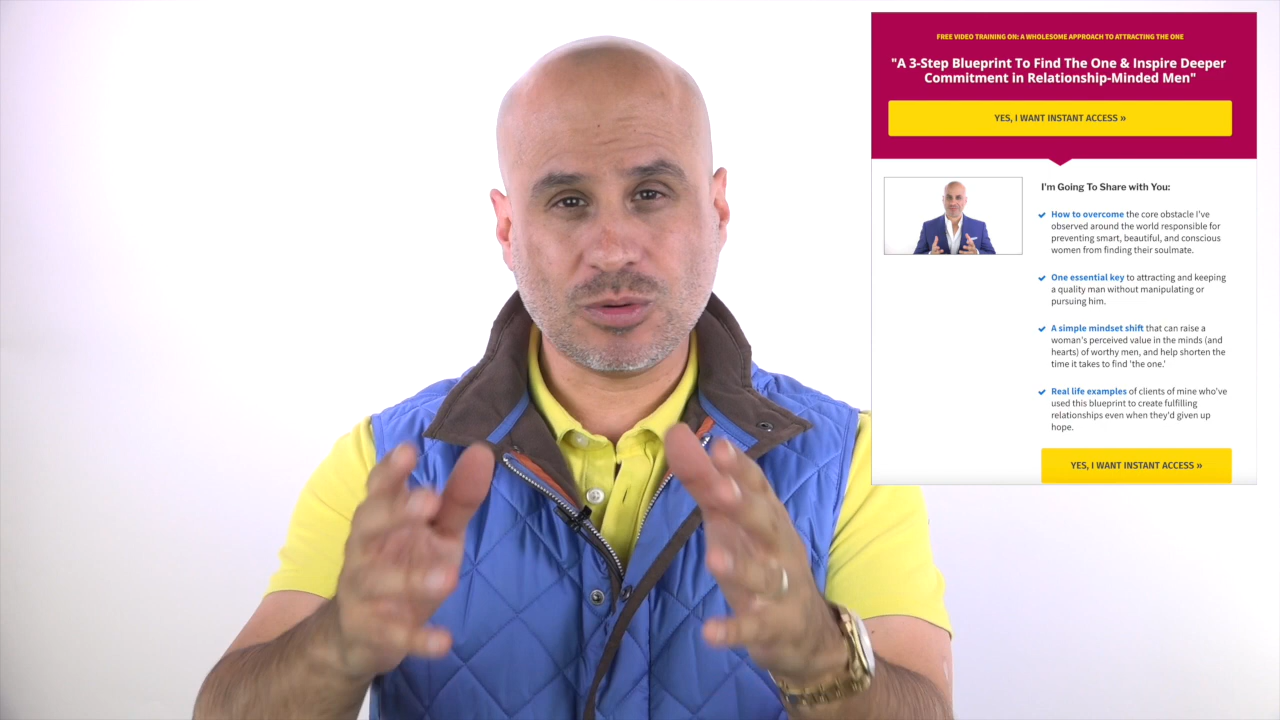 FREE VIDEO TRAINING ON: A WHOLESOME APPROACH TO ATTRACTING THE ONE
"A 3-Step Blueprint To Find The One & Inspire Deeper
Commitment in Relationship-Minded Men"
YES, I WANT INSTANT ACCESS »
I'm Going To Share with You:
How to overcome the core obstacle I've
observed around the world responsible for
preventing smart, beautiful, and conscious
women from finding their soulmate.
One essential key to attracting and keeping
a quality man without manipulating or
pursuing him.
A simple mindset shift that can raise a
woman's perceived value in the minds (and
hearts) of worthy men, and help shorten the
time it takes to find 'the one.'
Real life examples of clients of mine who've
used this blueprint to create fulfilling
relationships even when they'd given up
hope.
YES, I WANT INSTANT ACCESS »